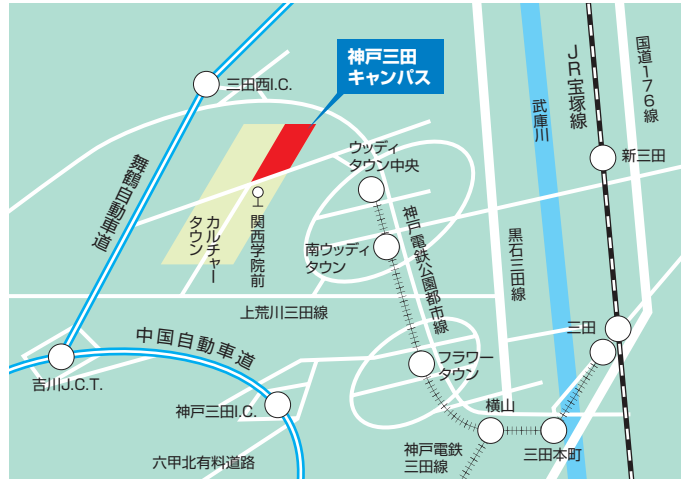 神戸三田
キャンパス
三田西I.C.
舞鶴自動車道
カルチャー
タウン
関西学院前
ウッディ
タウン中央
南ウッディ
タウン
神戸電鉄公園都市線
黒石三田線
武庫川
JR宝塚線
国道176線
新三田
上荒川三田線
中国自動車道
吉川J.C.T.
神戸三田I.C.
六甲北有料道路
フラワー
タウン
三田
横山
三田本町
神戸電鉄
三田線